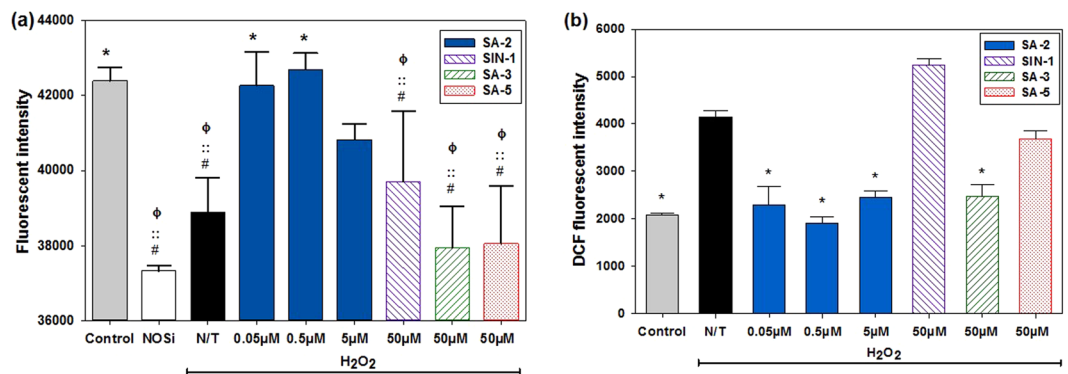 (a)
Fluorescent intensity
44000
42000
40000
38000
36000
* ϕ :: # ϕ :: # * * ϕ :: # ϕ :: # ϕ :: #
SA-2
SIN-1
SA-3
SA-5
Control NOSi N/T 0.05µM 0.5µM 5µM 50µM 50µM 50µM
H2O2
(b)
DCF fluorescent intensity
6000
5000
4000
3000
2000
1000
0
* * * * *
SA-2
SIN-1
SA-3
SA-5
Control N/T 0.05µM 0.5µM 5µM 50µM 50µM 50µM
H2O2